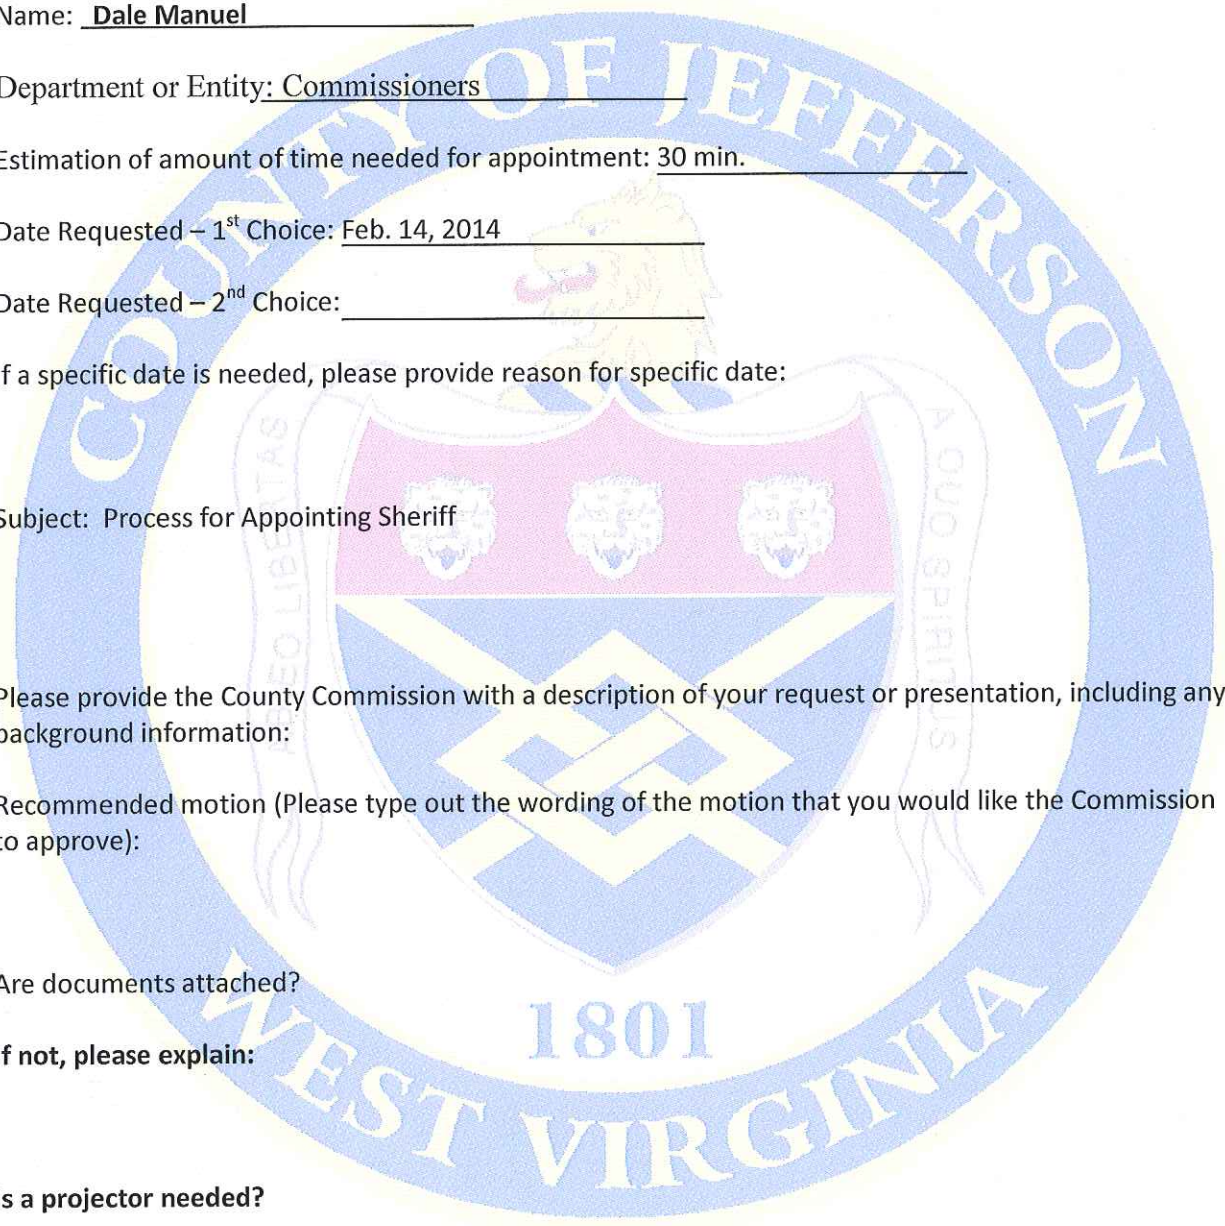 Name: Dale Manuel
Department or Entity: Commissioners
Estimation of amount of time needed for appointment: 30 min.
Date Requested – 1st Choice: Feb. 14, 2014
Date Requested – 2nd Choice:
If a specific date is needed, please provide reason for specific date:
Subject: Process for Appointing Sheriff
Please provide the County Commission with a description of your request or presentation, including any
background information:
Recommended motion (Please type out the wording of the motion that you would like the Commission
to approve):
Are documents attached?
If not, please explain:
Is a projector needed?
COUNTY OF JEFFERSON
A QUO SPIRITUS
1801
WEST VIRGINIA